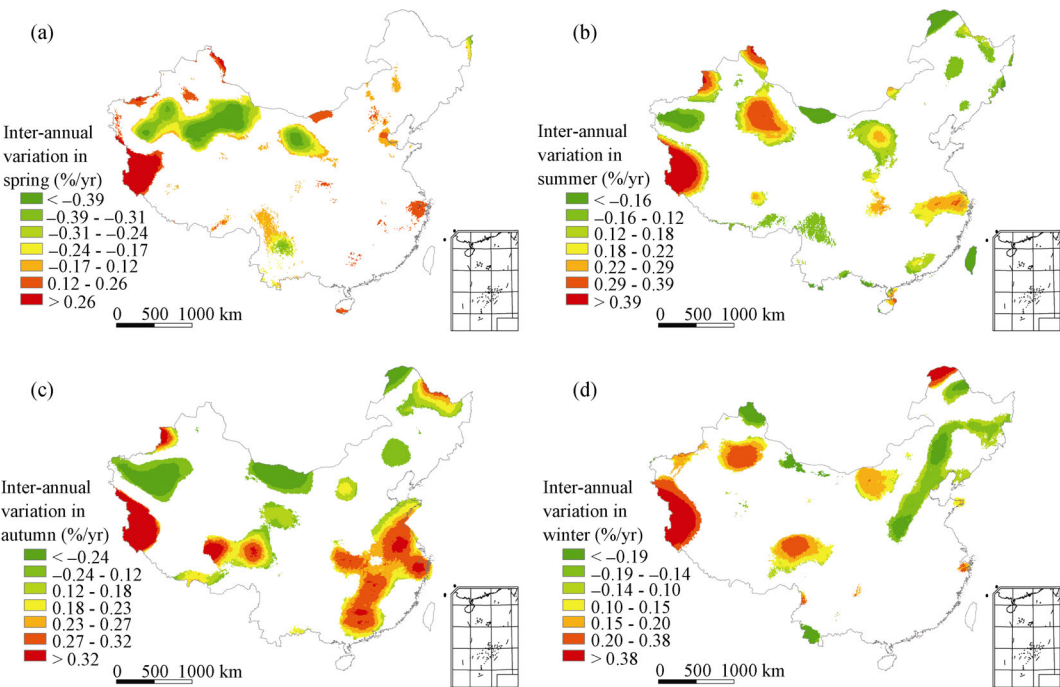 (a)
Inter-annual
variation in
spring (%/yr)
< −0.39
−0.39 - −0.31
−0.31 - −0.24
−0.24 - −0.17
−0.17 - 0.12
0.12 - 0.26
> 0.26
0 500 1000 km
(b)
Inter-annual
variation in
summer (%/yr)
< −0.16
−0.16 - 0.12
0.12 - 0.18
0.18 - 0.22
0.22 - 0.29
0.29 - 0.39
> 0.39
0 500 1000 km
(c)
Inter-annual
variation in
autumn (%/yr)
< −0.24
−0.24 - 0.12
0.12 - 0.18
0.18 - 0.23
0.23 - 0.27
0.27 - 0.32
> 0.32
0 500 1000 km
(d)
Inter-annual
variation in
winter (%/yr)
< −0.19
−0.19 - −0.14
−0.14 - 0.10
0.10 - 0.15
0.15 - 0.20
0.20 - 0.38
> 0.38
0 500 1000 km